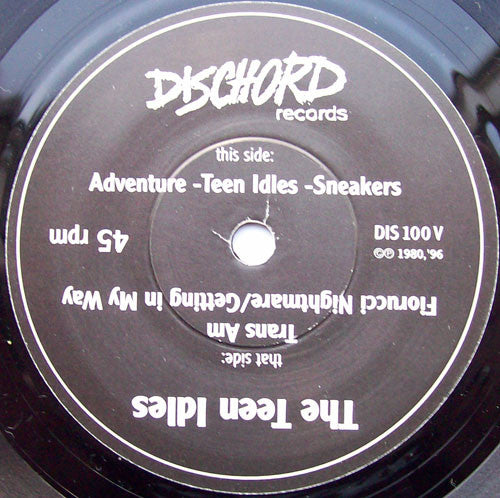 DISCHORD
records
this side:
Adventure -Teen Idles -Sneakers
DIS 100 V
©℗ 1980,'96
The Teen Idles
that side:
Trans Am
Fiorucci Nightmare/Getting in My Way
45 rpm